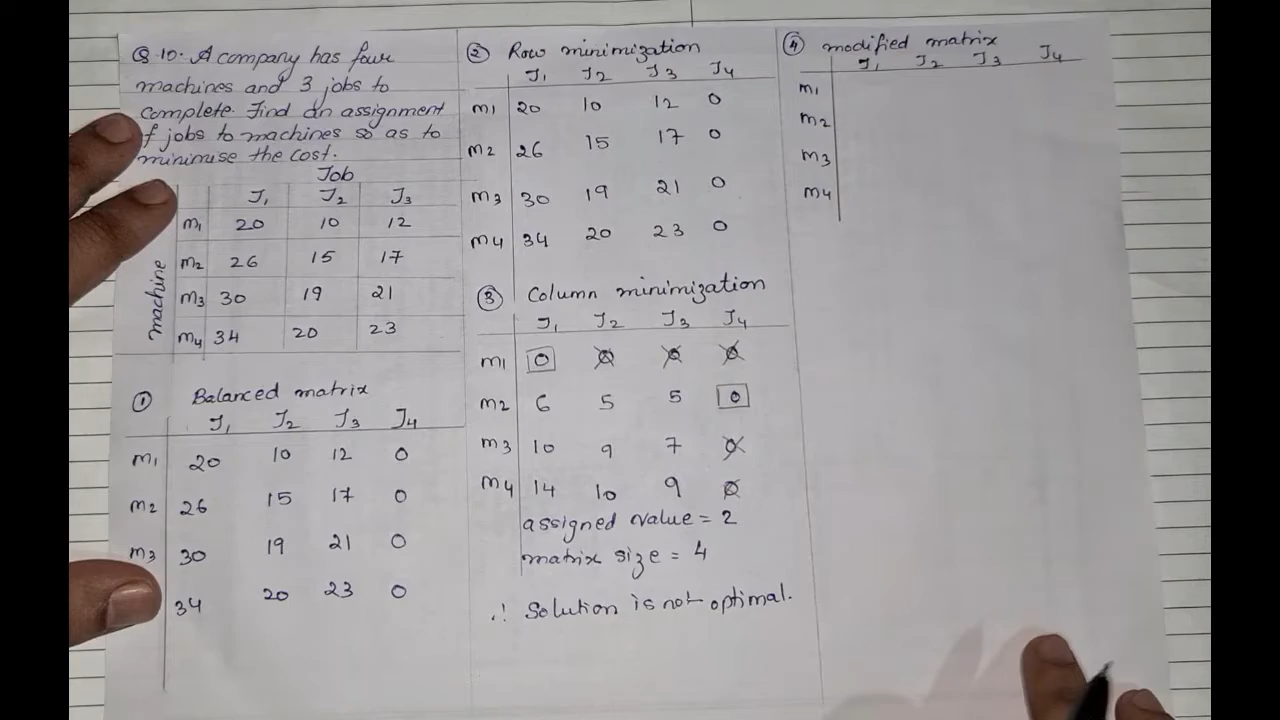 Q.10. A company has four
machines and 3 jobs to
complete. Find an assignment
f jobs to machines so as to
minimise the cost.
Job
J1 J2 J3
machine
m1 20 10 12
m2 26 15 17
m3 30 19 21
m4 34 20 23
① Balanced matrix
J1 J2 J3 J4
m1 20 10 12 0
m2 26 15 17 0
m3 30 19 21 0
34 20 23 0
② Row minimization
J1 J2 J3 J4
m1 20 10 12 0
m2 26 15 17 0
m3 30 19 21 0
m4 34 20 23 0
③ Column minimization
J1 J2 J3 J4
m1 0 0 0 0
m2 6 5 5 0
m3 10 9 7 0
m4 14 10 9 0
assigned value = 2
matrix size = 4
∴ Solution is not optimal.
④ modified matrix
J1 J2 J3 J4
m1
m2
m3
m4